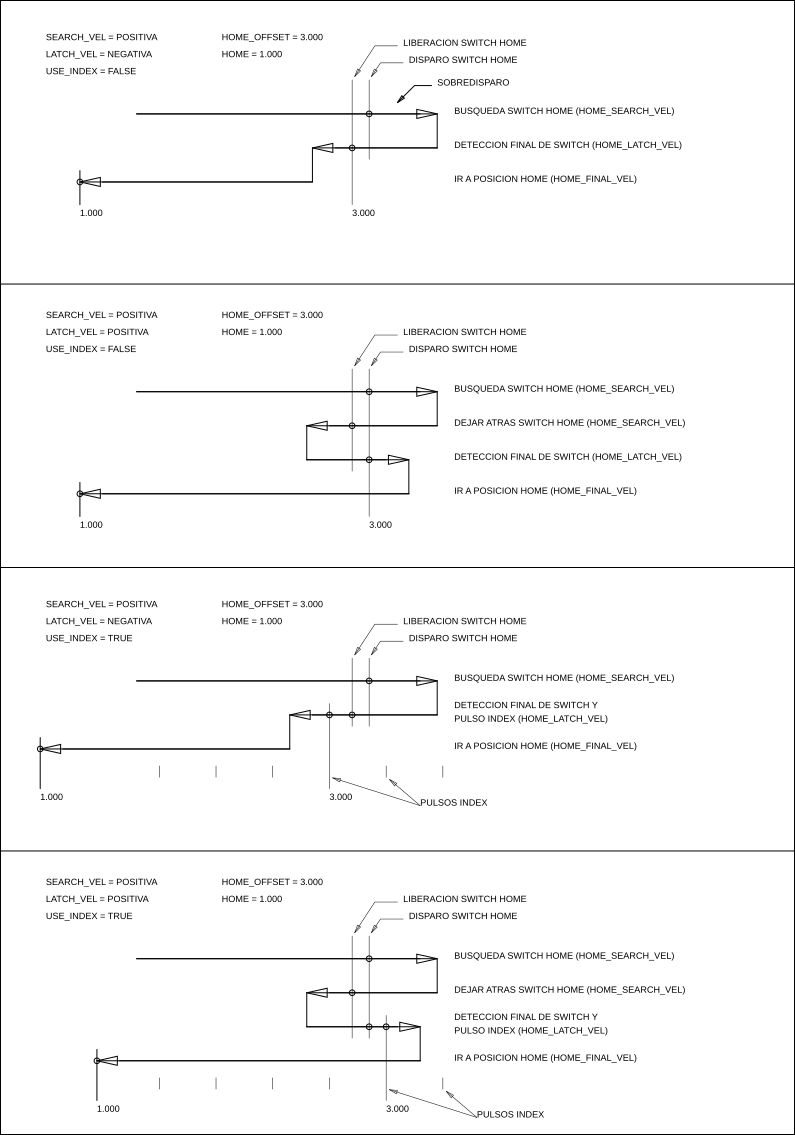 SEARCH_VEL = POSITIVA
HOME_OFFSET = 3.000
LATCH_VEL = NEGATIVA
HOME = 1.000
USE_INDEX = FALSE
LIBERACION SWITCH HOME
DISPARO SWITCH HOME
SOBREDISPARO
BUSQUEDA SWITCH HOME (HOME_SEARCH_VEL)
DETECCION FINAL DE SWITCH (HOME_LATCH_VEL)
IR A POSICION HOME (HOME_FINAL_VEL)
1.000
3.000
SEARCH_VEL = POSITIVA
HOME_OFFSET = 3.000
LATCH_VEL = POSITIVA
HOME = 1.000
USE_INDEX = FALSE
LIBERACION SWITCH HOME
DISPARO SWITCH HOME
BUSQUEDA SWITCH HOME (HOME_SEARCH_VEL)
DEJAR ATRAS SWITCH HOME (HOME_SEARCH_VEL)
DETECCION FINAL DE SWITCH (HOME_LATCH_VEL)
IR A POSICION HOME (HOME_FINAL_VEL)
1.000
3.000
SEARCH_VEL = POSITIVA
HOME_OFFSET = 3.000
LATCH_VEL = NEGATIVA
HOME = 1.000
USE_INDEX = TRUE
LIBERACION SWITCH HOME
DISPARO SWITCH HOME
BUSQUEDA SWITCH HOME (HOME_SEARCH_VEL)
DETECCION FINAL DE SWITCH Y
PULSO INDEX (HOME_LATCH_VEL)
IR A POSICION HOME (HOME_FINAL_VEL)
1.000
3.000
PULSOS INDEX
SEARCH_VEL = POSITIVA
HOME_OFFSET = 3.000
LATCH_VEL = POSITIVA
HOME = 1.000
USE_INDEX = TRUE
LIBERACION SWITCH HOME
DISPARO SWITCH HOME
BUSQUEDA SWITCH HOME (HOME_SEARCH_VEL)
DEJAR ATRAS SWITCH HOME (HOME_SEARCH_VEL)
DETECCION FINAL DE SWITCH Y
PULSO INDEX (HOME_LATCH_VEL)
IR A POSICION HOME (HOME_FINAL_VEL)
1.000
3.000
PULSOS INDEX